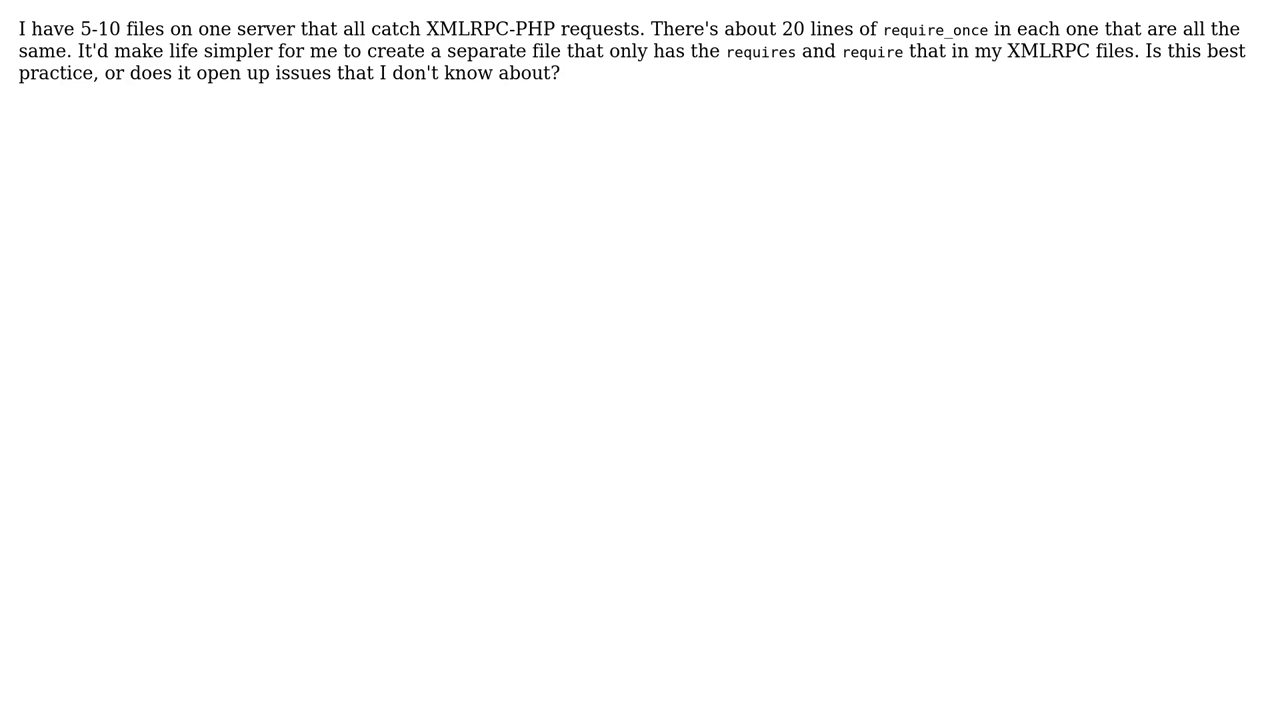 I have 5-10 files on one server that all catch XMLRPC-PHP requests. There's about 20 lines of require_once in each one that are all the
same. It'd make life simpler for me to create a separate file that only has the requires and require that in my XMLRPC files. Is this best
practice, or does it open up issues that I don't know about?